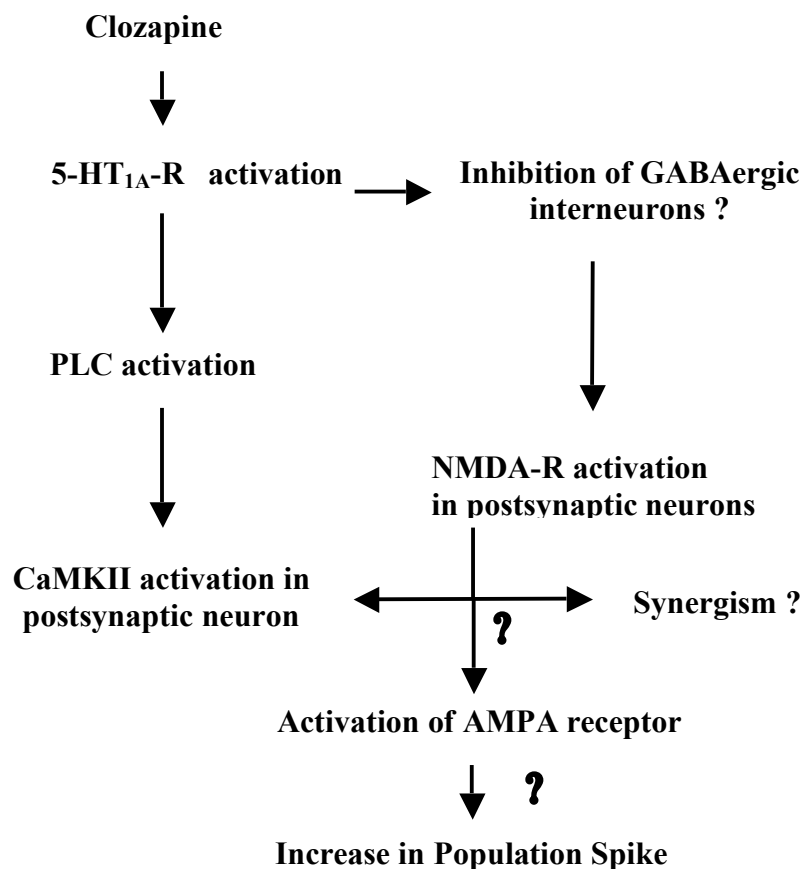 Clozapine
5-HT1A-R activation
Inhibition of GABAergic
interneurons ?
PLC activation
NMDA-R activation
in postsynaptic neurons
CaMKII activation in
postsynaptic neuron
Synergism ?
?
Activation of AMPA receptor
?
Increase in Population Spike